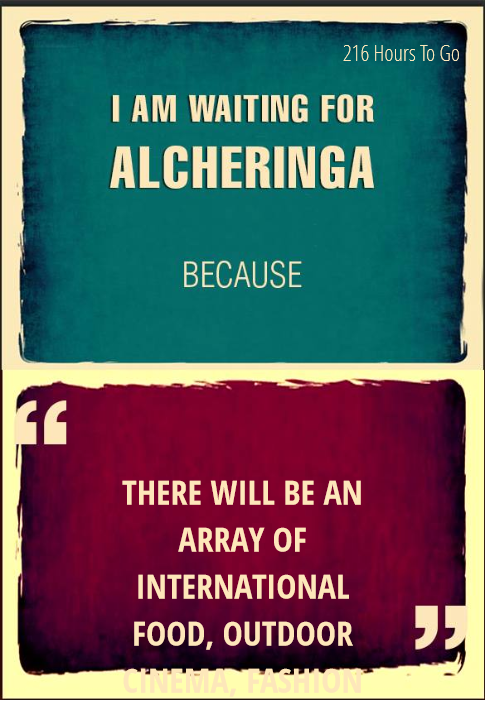 216 Hours To Go
I AM WAITING FOR
ALCHERINGA
BECAUSE
“
THERE WILL BE AN
ARRAY OF
INTERNATIONAL
FOOD, OUTDOOR
”
CINEMA, FASHION